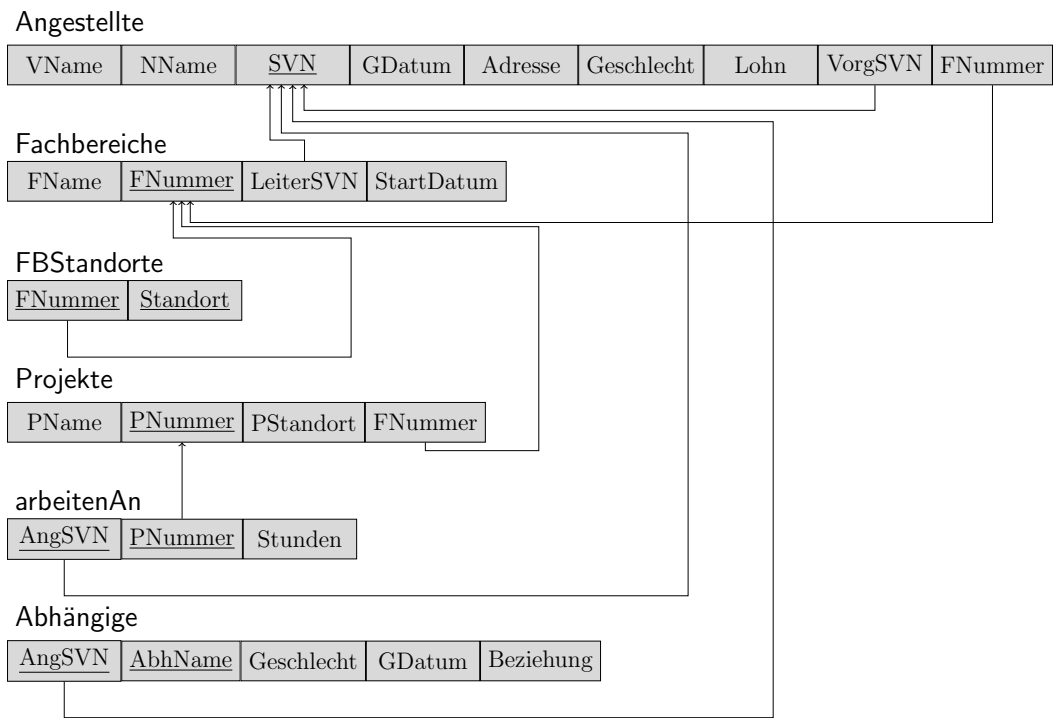 Angestellte
VName NName SVN GDatum Adresse Geschlecht Lohn VorgSVN FNummer
Fachbereiche
FName FNummer LeiterSVN StartDatum
FBStandorte
FNummer Standort
Projekte
PName PNummer PStandort FNummer
arbeitenAn
AngSVN PNummer Stunden
Abhängige
AngSVN AbhName Geschlecht GDatum Beziehung